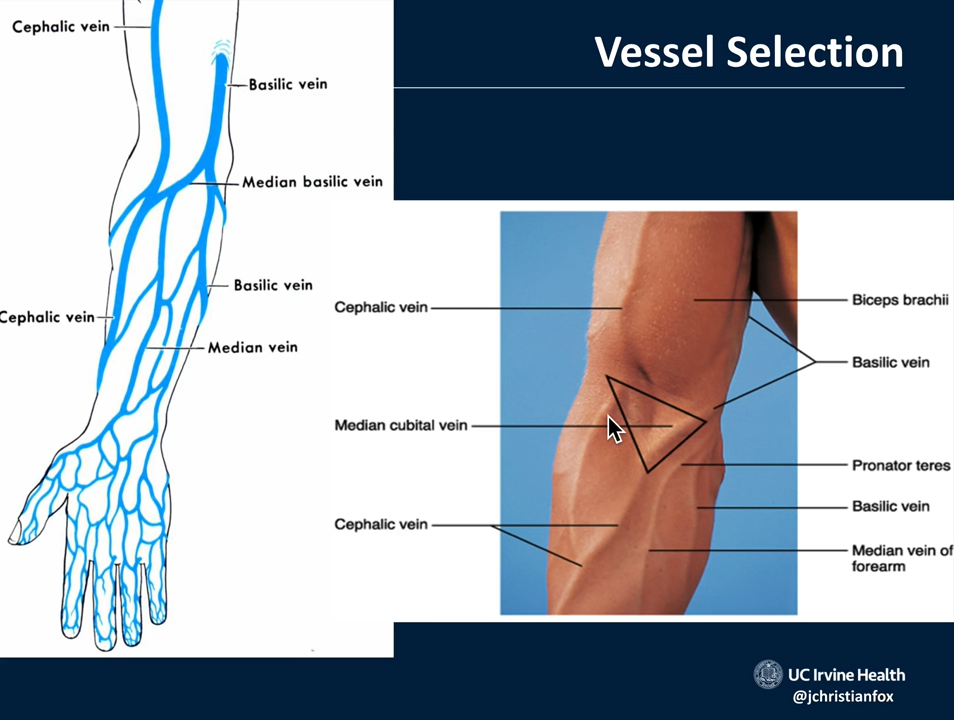 Vessel Selection
Cephalic vein
Basilic vein
Median basilic vein
Basilic vein
Cephalic vein
Median vein
Cephalic vein
Median cubital vein
Cephalic vein
Biceps brachii
Basilic vein
Pronator teres
Basilic vein
Median vein of
forearm
UC Irvine Health
@jchristianfox